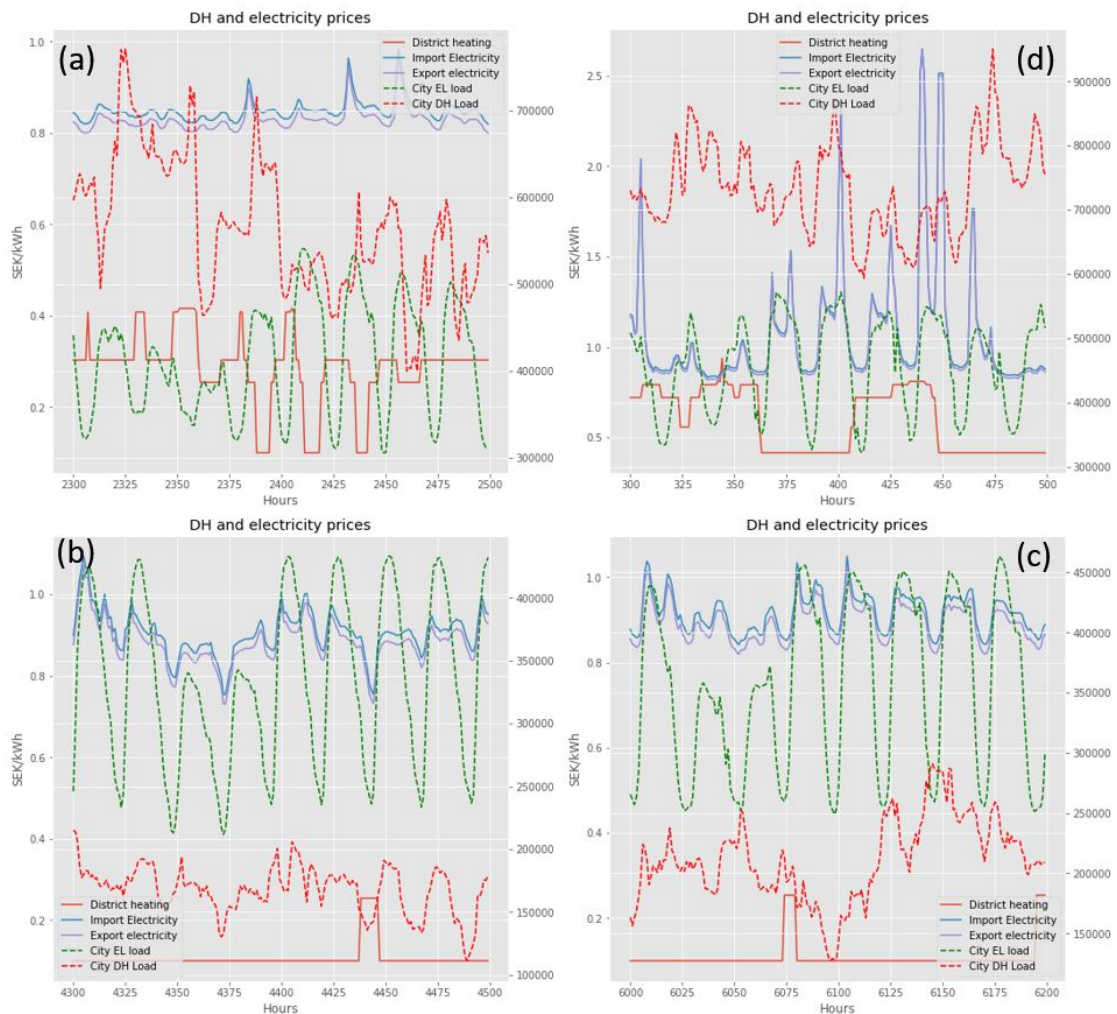 DH and electricity prices
(a)
District heating
Import Electricity
Export electricity
City EL load
City DH Load
SEK/kWh
1.0
0.8
0.6
0.4
0.2
700000
600000
500000
400000
300000
2300 2325 2350 2375 2400 2425 2450 2475 2500
Hours
DH and electricity prices
(d)
District heating
Import Electricity
Export electricity
City EL load
City DH Load
SEK/kWh
2.5
2.0
1.5
1.0
0.5
900000
800000
700000
600000
500000
400000
300000
300 325 350 375 400 425 450 475 500
Hours
DH and electricity prices
(b)
SEK/kWh
1.0
0.8
0.6
0.4
0.2
400000
350000
300000
250000
200000
150000
100000
District heating
Import Electricity
Export electricity
City EL load
City DH Load
4300 4325 4350 4375 4400 4425 4450 4475 4500
Hours
DH and electricity prices
(c)
SEK/kWh
1.0
0.8
0.6
0.4
0.2
450000
400000
350000
300000
250000
200000
150000
District heating
Import Electricity
Export electricity
City EL load
City DH Load
6000 6025 6050 6075 6100 6125 6150 6175 6200
Hours